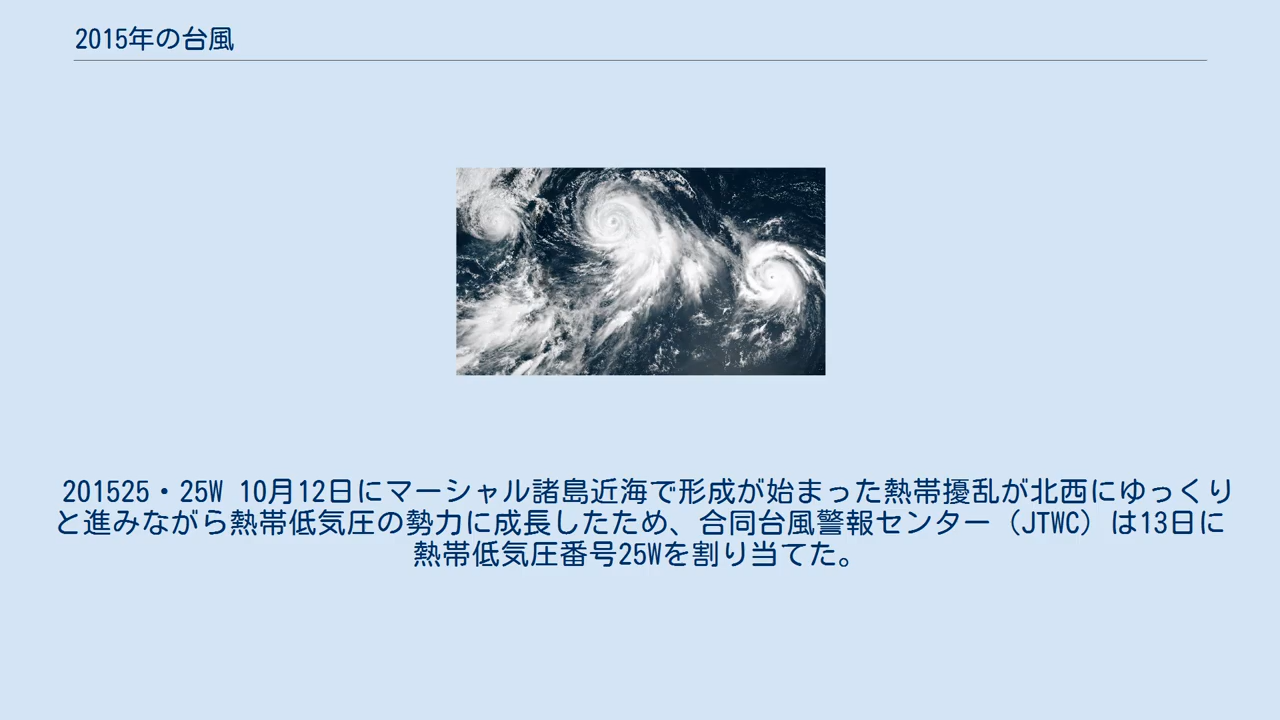 2015年の台風
201525・25W 10月12日にマーシャル諸島近海で形成が始まった熱帯擾乱が北西にゆっくり
と進みながら熱帯低気圧の勢力に成長したため、合同台風警報センター（JTWC）は13日に
熱帯低気圧番号25Wを割り当てた。